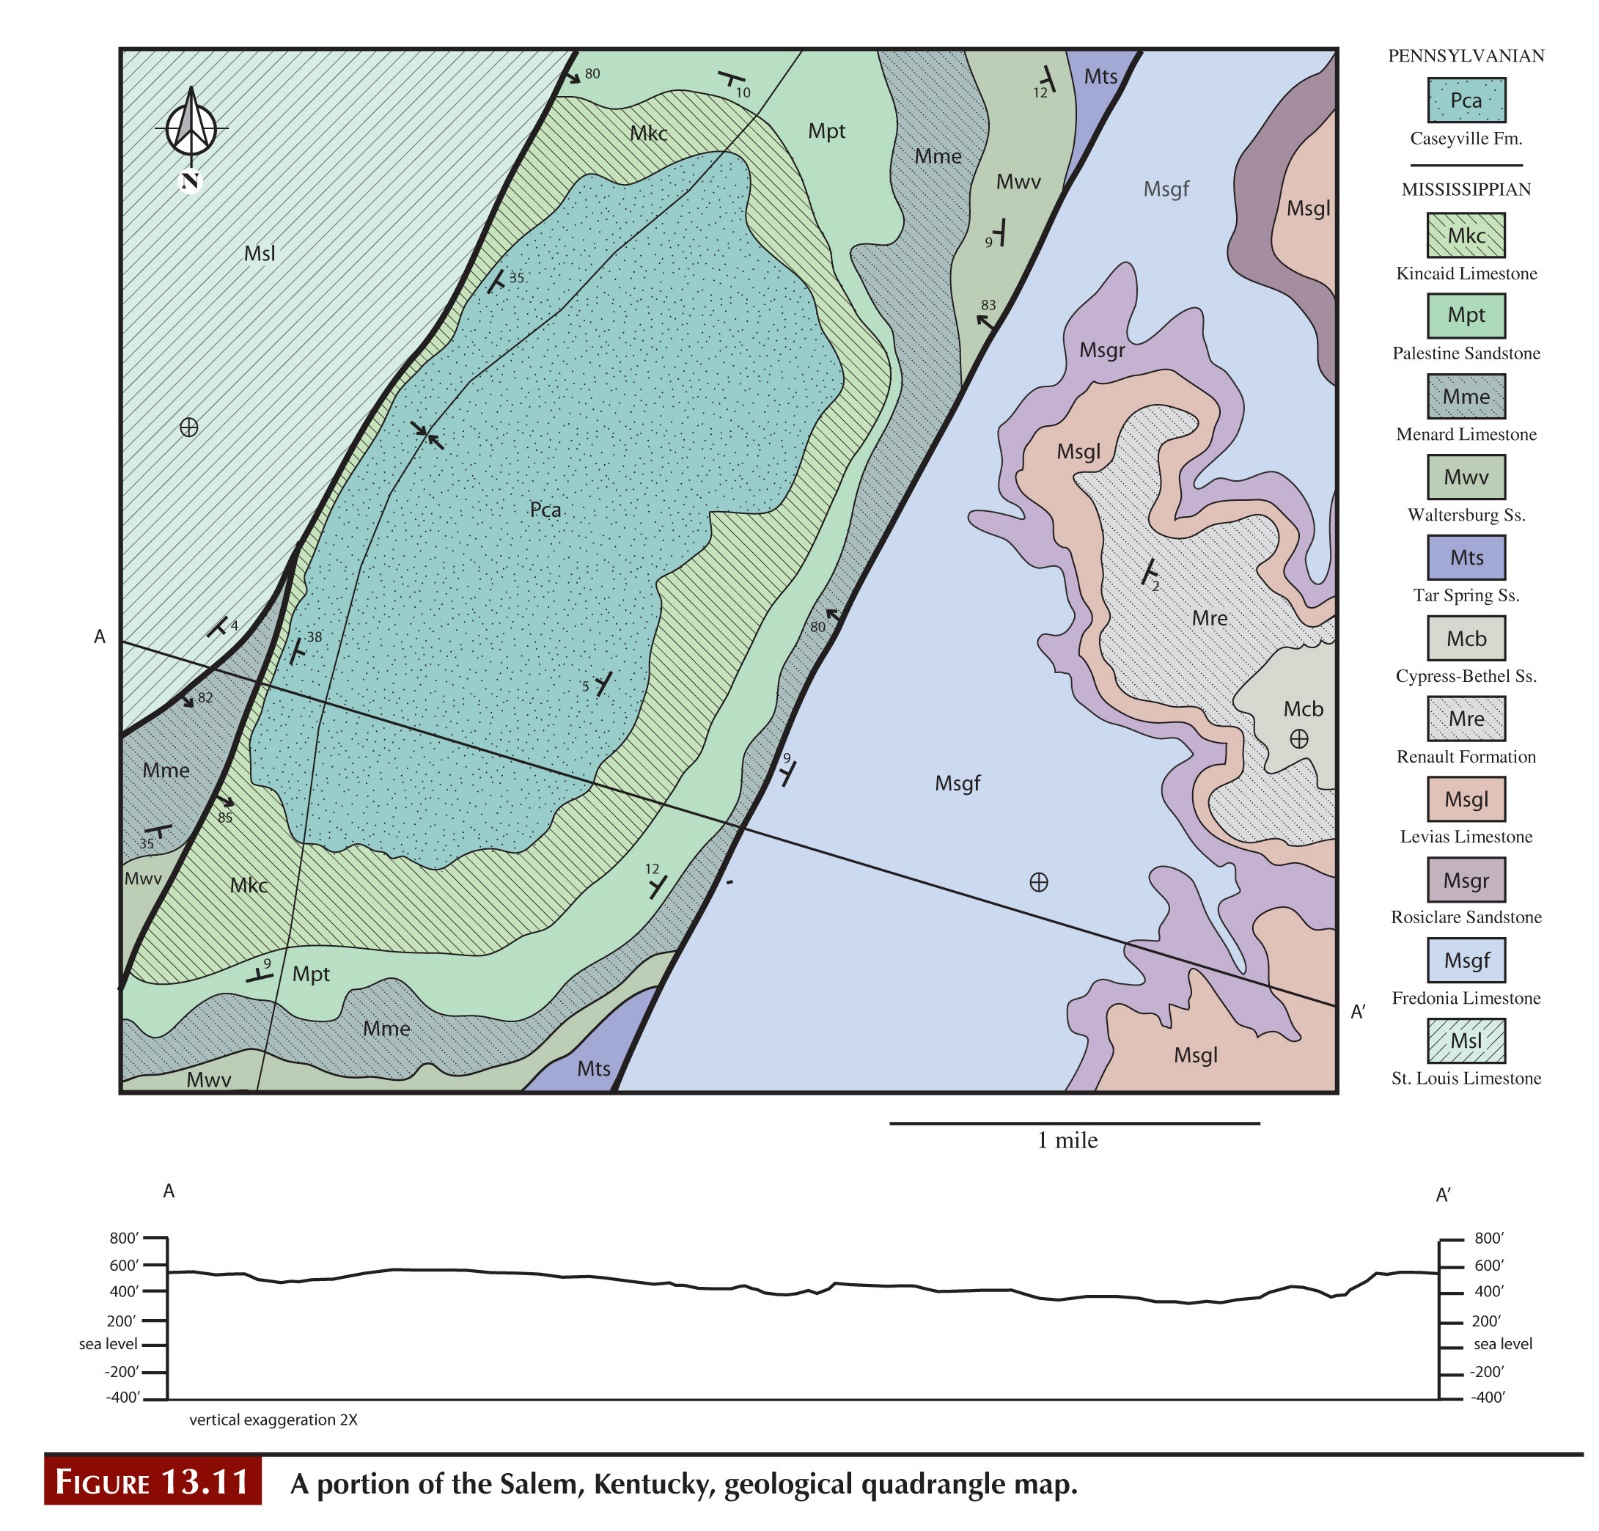 80
10
12
Mts
PENNSYLVANIAN
Pca
Caseyville Fm.
N
Mkc
Mpt
Mme
Mwv
Msgf
Msgl
MISSISSIPPIAN
Mkc
Kincaid Limestone
Msl
35
9
83
Mpt
Palestine Sandstone
Msgr
Mme
Menard Limestone
Msgl
Mwv
Waltersburg Ss.
Pca
Mts
Tar Spring Ss.
2
Mre
A
4
38
80
Mcb
Cypress-Bethel Ss.
5
82
Mcb
Mre
Renault Formation
Mme
9
Msgf
Msgl
Levias Limestone
85
35
Mwv
Mkc
12
Msgr
Rosiclare Sandstone
9
Mpt
Msgf
Fredonia Limestone
A’
Mme
Msgl
Msl
St. Louis Limestone
Mwv
Mts
1 mile
A
A’
800’
800’
600’
600’
400’
400’
200’
200’
sea level
sea level
-200’
-200’
-400’
-400’
vertical exaggeration 2X
FIGURE 13.11 A portion of the Salem, Kentucky, geological quadrangle map.